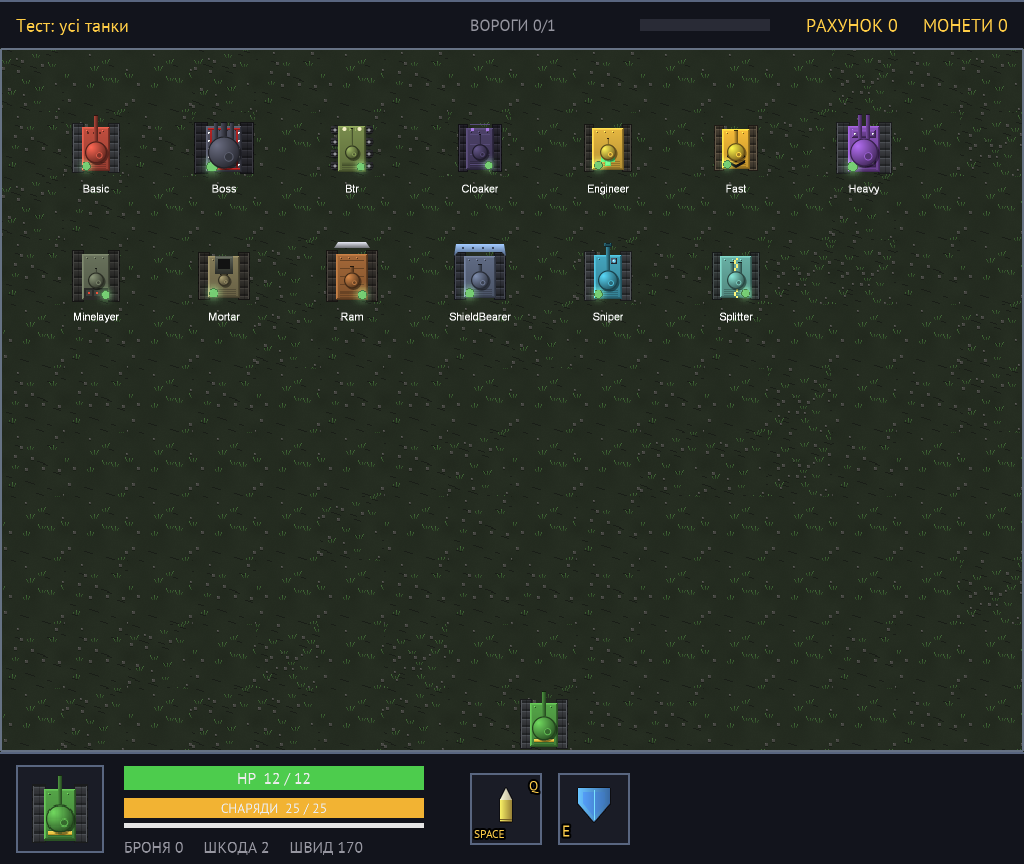 Тест: усі танки
ВОРОГИ 0/1
РАХУНОК 0
МОНЕТИ 0
Basic
Boss
Btr
Cloaker
Engineer
Fast
Heavy
Minelayer
Mortar
Ram
ShieldBearer
Sniper
Splitter
HP 12 / 12
СНАРЯДИ 25 / 25
БРОНЯ 0
ШКОДА 2
ШВИД 170
Q
SPACE
E